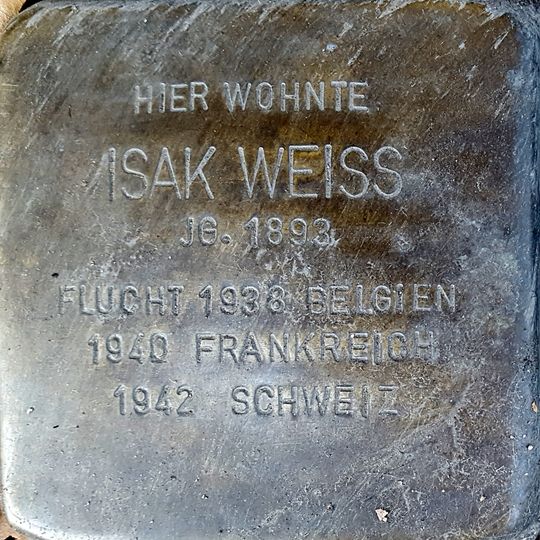 HIER WOHNTE
ISAK WEISS
JG. 1893
FLUCHT 1938 BELGIEN
1940 FRANKREICH
1942 SCHWEIZ